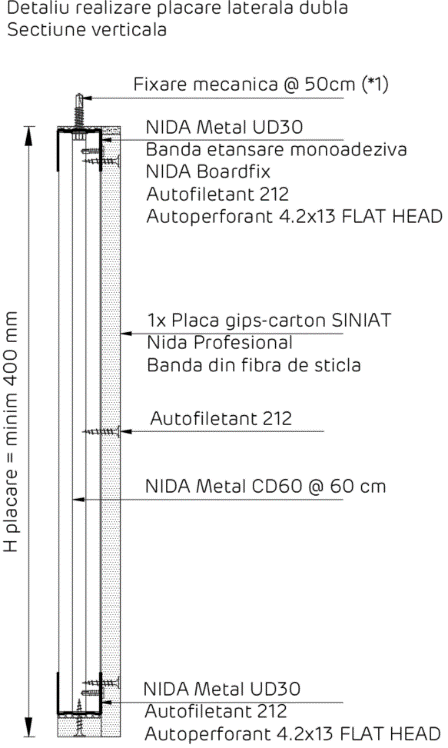 Detaliu realizare placare laterala dubla
Sectiune verticala
Fixare mecanica @ 50cm (*1)
NIDA Metal UD30
Banda etansare monoadeziva
NIDA Boardfix
Autofiletant 212
Autoperforant 4.2x13 FLAT HEAD
1x Placa gips-carton SINIAT
Nida Profesional
Banda din fibra de sticla
Autofiletant 212
NIDA Metal CD60 @ 60 cm
H placare = minim 400 mm
NIDA Metal UD30
Autofiletant 212
Autoperforant 4.2x13 FLAT HEAD